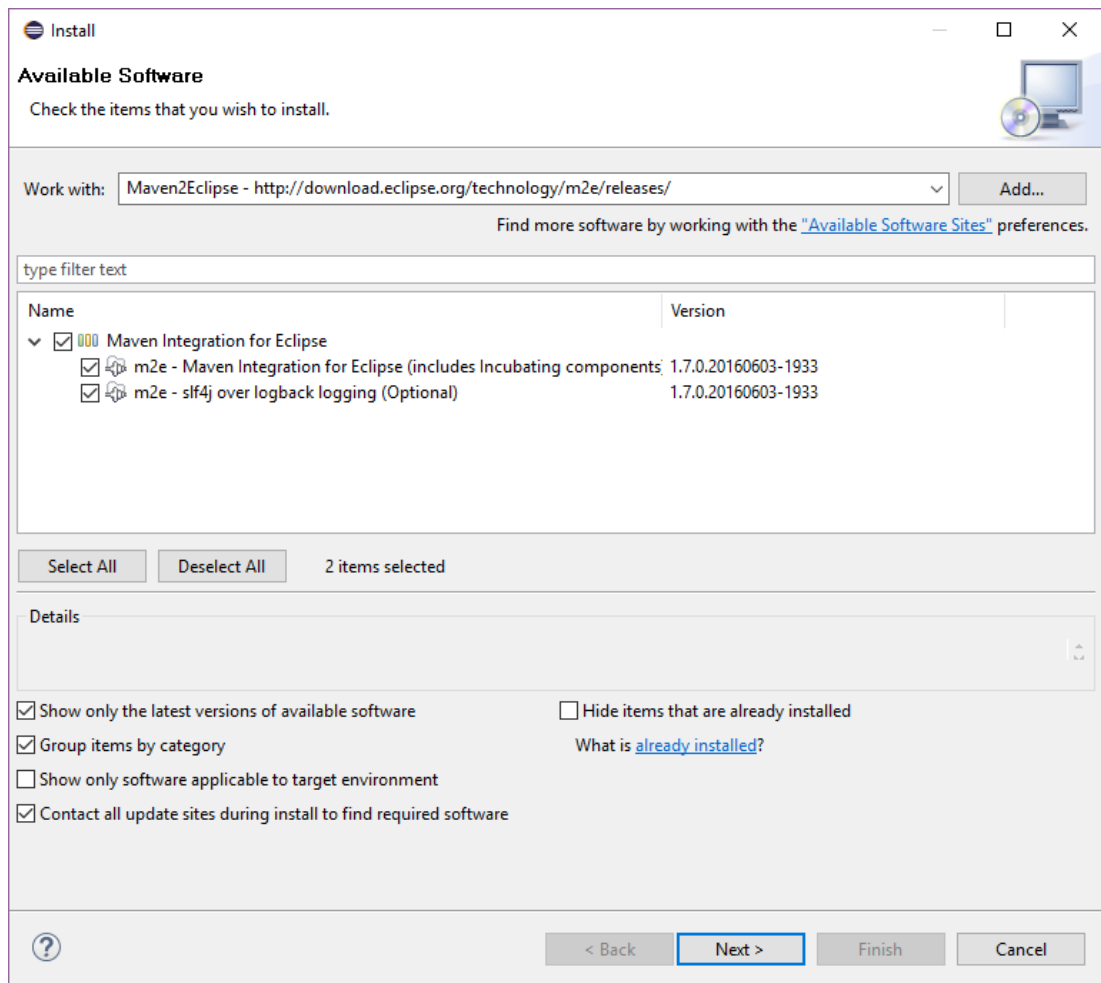 Install
Available Software
Check the items that you wish to install.
Work with: Maven2Eclipse - http://download.eclipse.org/technology/m2e/releases/ Add...
Find more software by working with the "Available Software Sites" preferences.
type filter text
Name Version
Maven Integration for Eclipse
m2e - Maven Integration for Eclipse (includes Incubating components) 1.7.0.20160603-1933
m2e - slf4j over logback logging (Optional) 1.7.0.20160603-1933
Select All Deselect All 2 items selected
Details
Show only the latest versions of available software Hide items that are already installed
Group items by category What is already installed?
Show only software applicable to target environment
Contact all update sites during install to find required software
? < Back Next > Finish Cancel